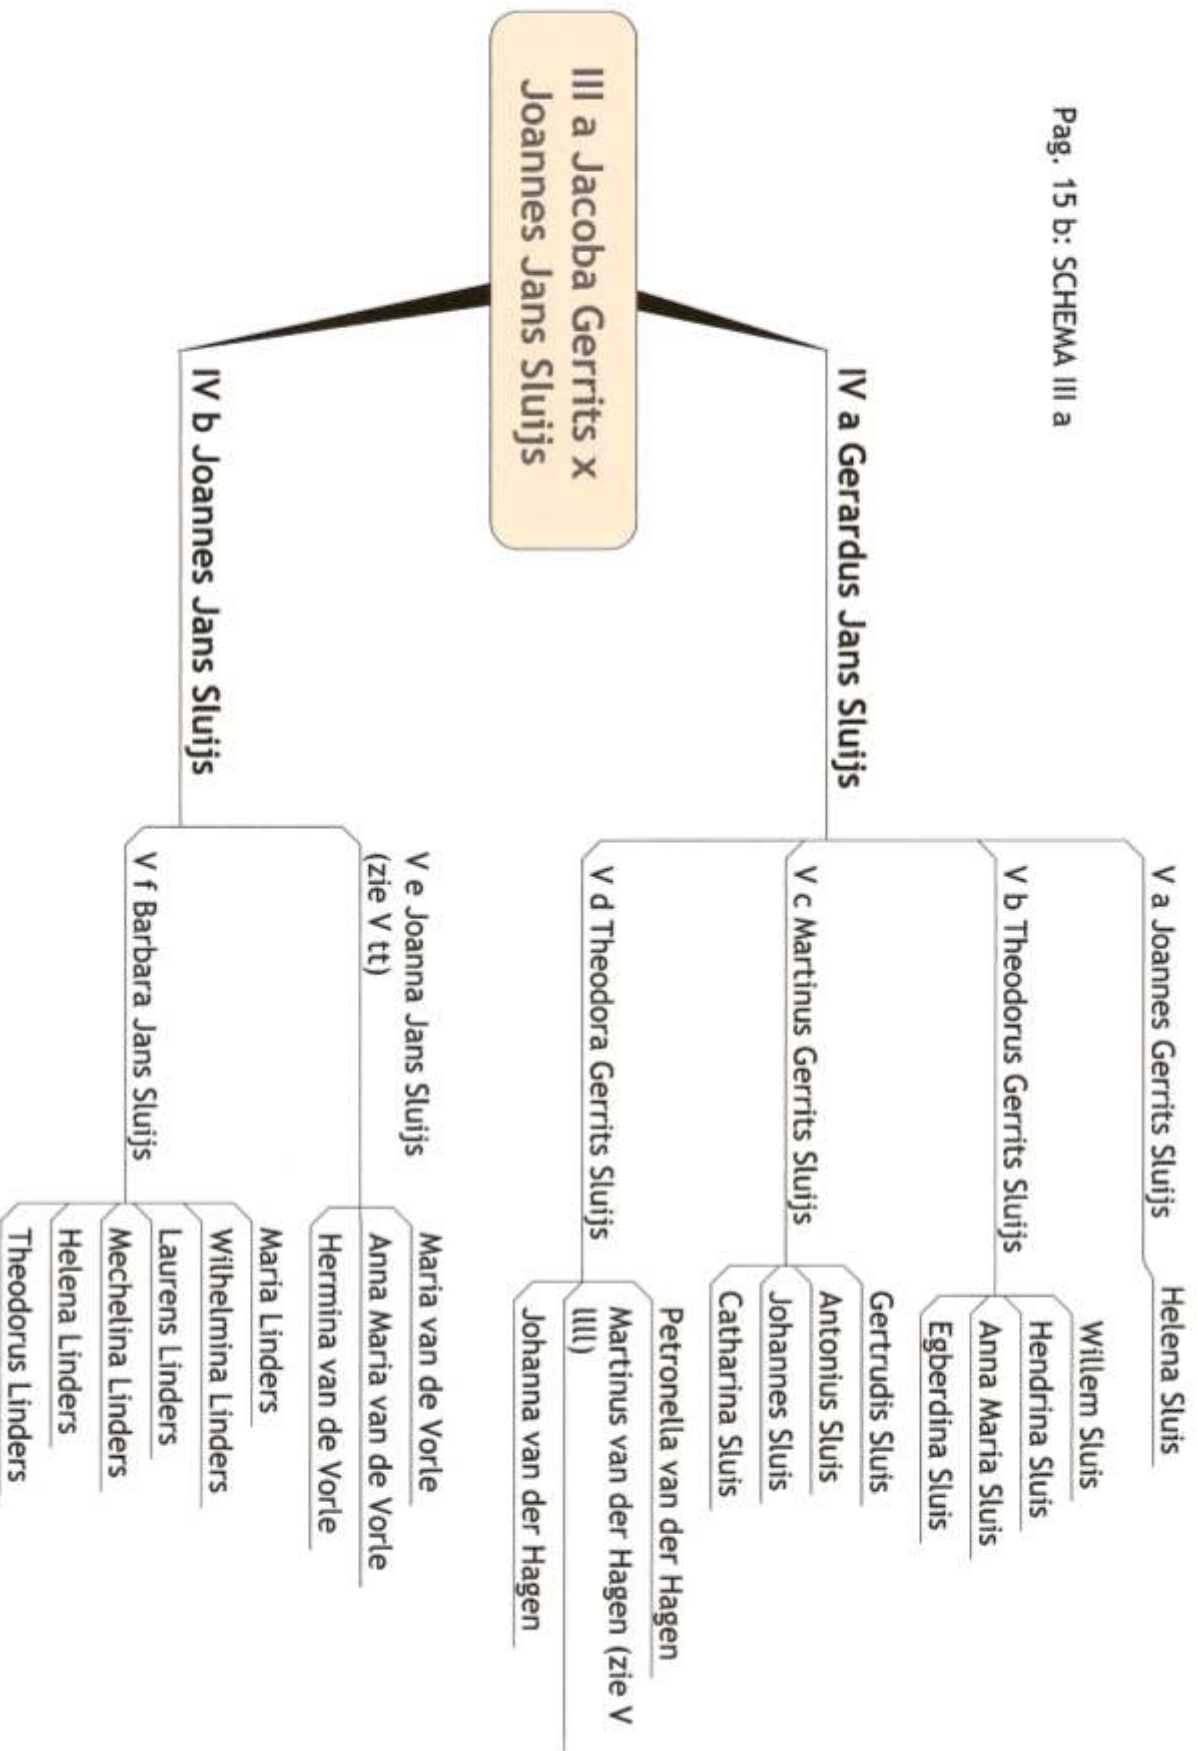 Pag. 15 b: SCHEMA III a
III a Jacoba Gerrits x
Joannes Jans Sluijs
IV a Gerardus Jans Sluijs
V a Joannes Gerrits Sluijs
Helena Sluis
V b Theodorus Gerrits Sluijs
Willem Sluis
Hendrina Sluis
Anna Maria Sluis
Egberdina Sluis
V c Martinus Gerrits Sluijs
Gertrudis Sluis
Antonius Sluis
Johannes Sluis
Catharina Sluis
V d Theodora Gerrits Sluijs
Petronella van der Hagen
Martinus van der Hagen (zie V
llll)
Johanna van der Hagen
IV b Joannes Jans Sluijs
V e Joanna Jans Sluijs
(zie V tt)
Maria van de Vorle
Anna Maria van de Vorle
Hermina van de Vorle
V f Barbara Jans Sluijs
Maria Linders
Wilhelmina Linders
Laurens Linders
Mechelina Linders
Helena Linders
Theodorus Linders